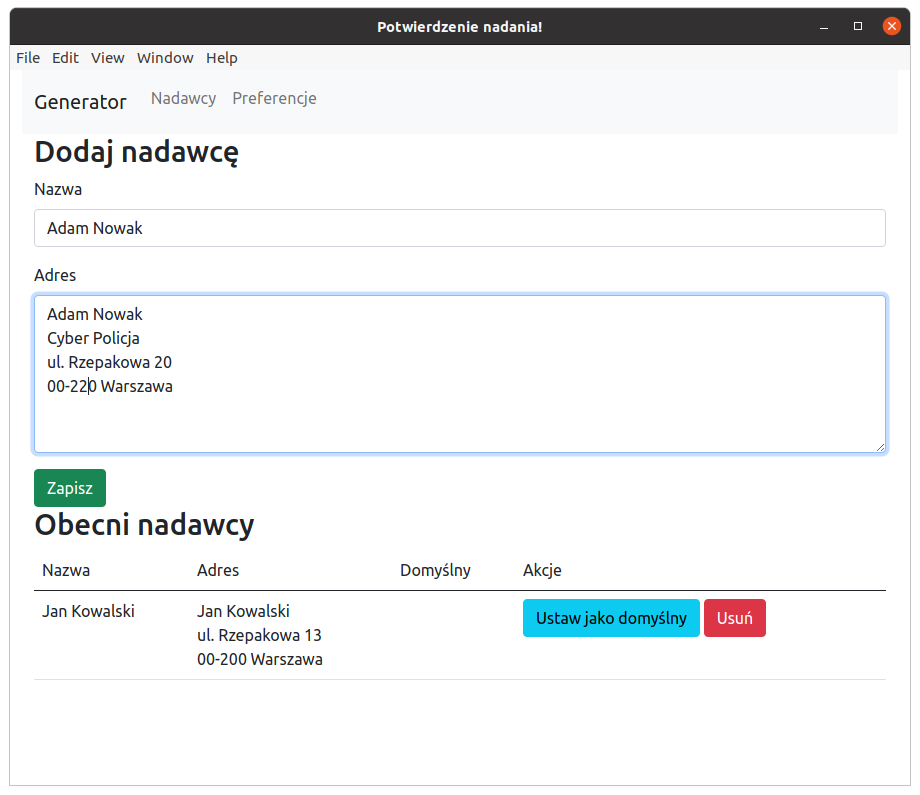 Potwierdzenie nadania!
File Edit View Window Help
Generator Nadawcy Preferencje
Dodaj nadawcę
Nazwa
Adam Nowak
Adres
Adam Nowak
Cyber Policja
ul. Rzepakowa 20
00-220 Warszawa
Zapisz
Obecni nadawcy
Nazwa Adres Domyślny Akcje
Jan Kowalski Jan Kowalski Ustaw jako domyślny Usuń
ul. Rzepakowa 13
00-200 Warszawa